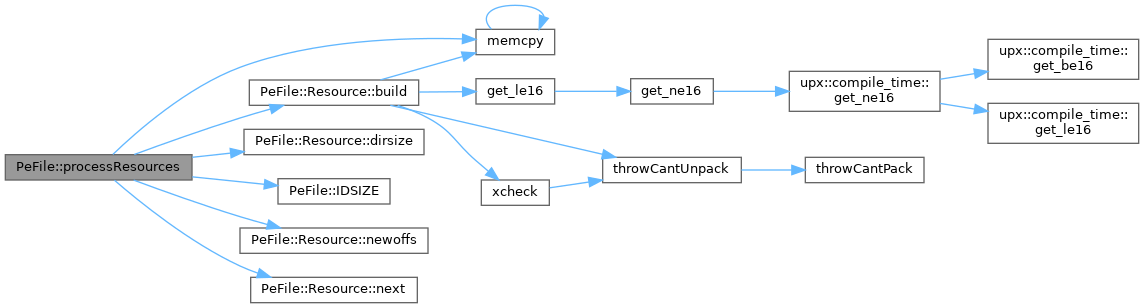 PeFile::processResources
memcpy
PeFile::Resource::build
get_le16
get_ne16
upx::compile_time::
get_ne16
upx::compile_time::
get_be16
upx::compile_time::
get_le16
PeFile::Resource::dirsize
throwCantUnpack
throwCantPack
PeFile::IDSIZE
xcheck
PeFile::Resource::newoffs
PeFile::Resource::next